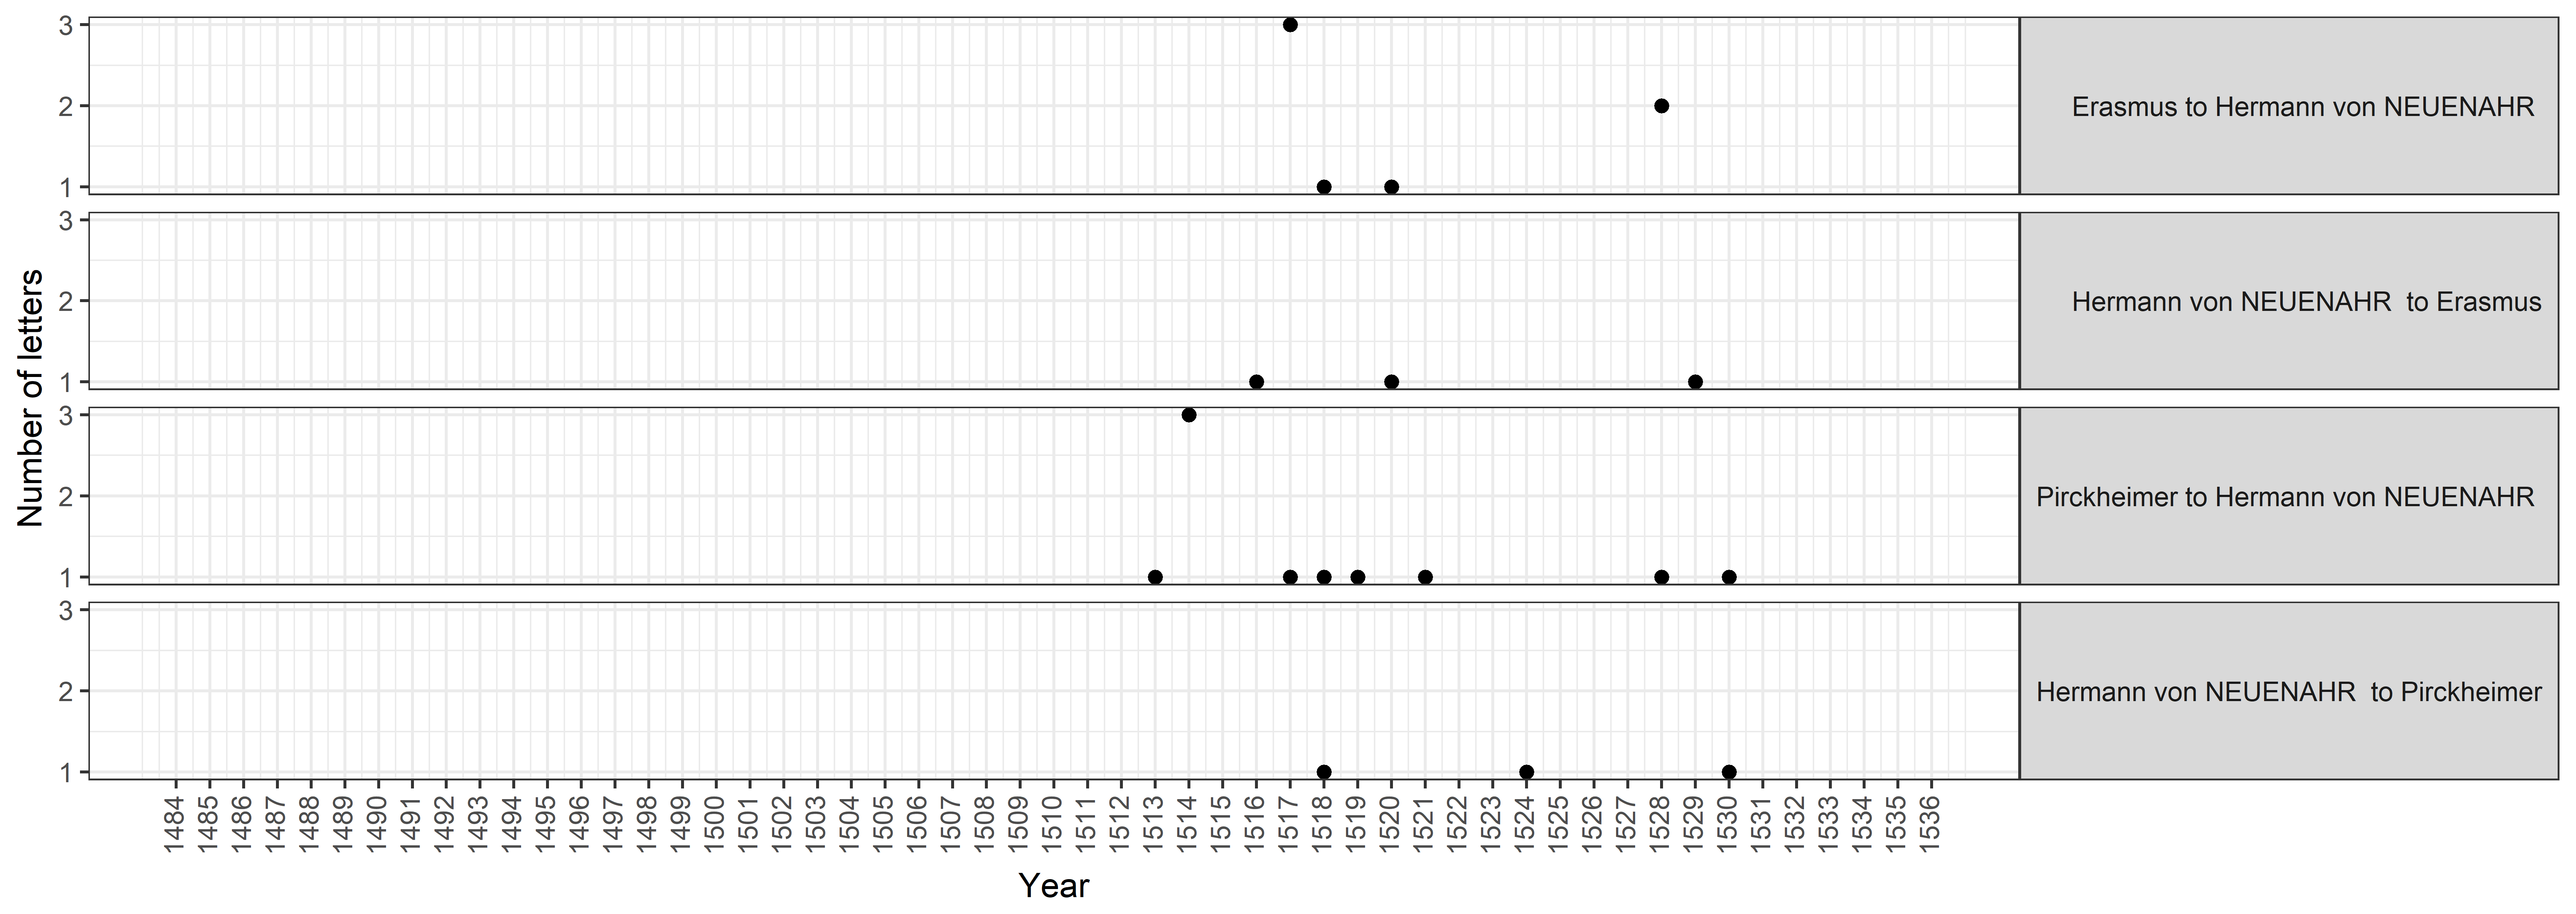 Number of letters
3
2
1
Erasmus to Hermann von NEUENAHR
3
2
1
Hermann von NEUENAHR  to Erasmus
3
2
1
Pirckheimer to Hermann von NEUENAHR
3
2
1
Hermann von NEUENAHR  to Pirckheimer
1484 1485 1486 1487 1488 1489 1490 1491 1492 1493 1494 1495 1496 1497 1498 1499 1500 1501 1502 1503 1504 1505 1506 1507 1508 1509 1510 1511 1512 1513 1514 1515 1516 1517 1518 1519 1520 1521 1522 1523 1524 1525 1526 1527 1528 1529 1530 1531 1532 1533 1534 1535 1536
Year